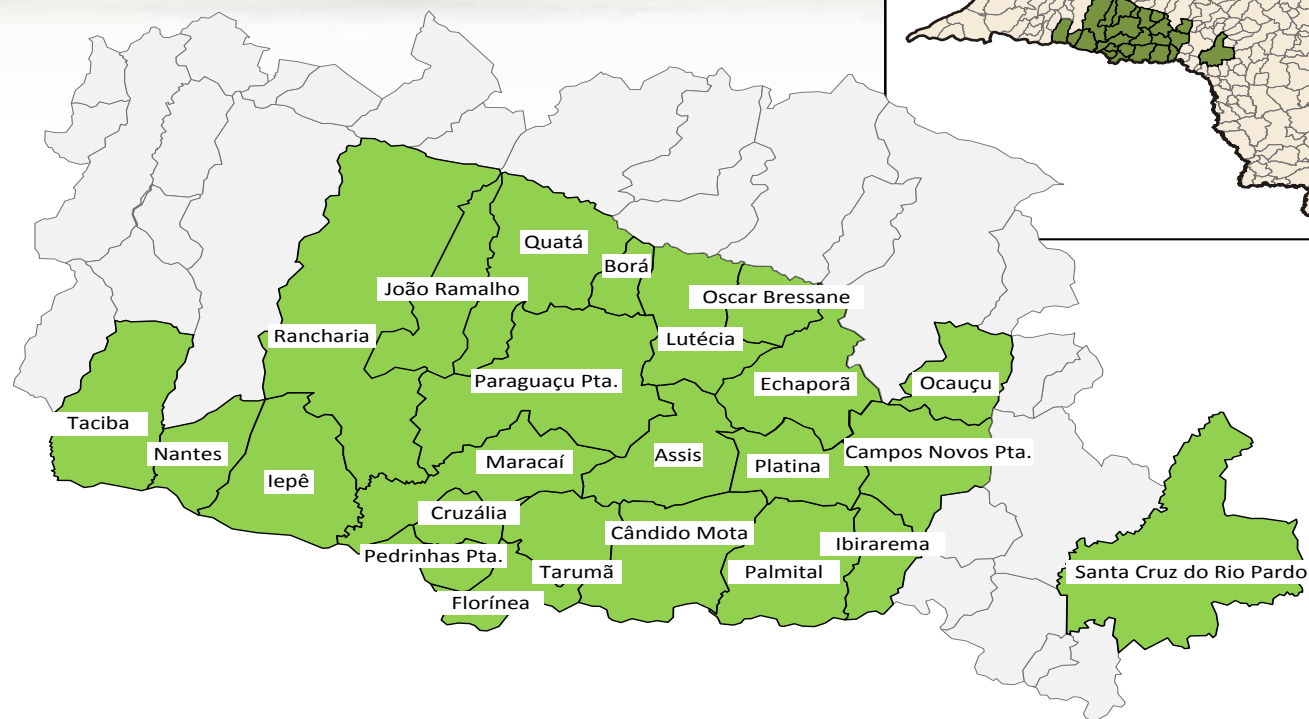 Quatá
Borá
João Ramalho
Oscar Bressane
Rancharia
Lutécia
Paraguaçu Pta.
Echaporã
Ocauçu
Taciba
Nantes
Maracaí
Assis
Platina
Campos Novos Pta.
Iepê
Cruzália
Cândido Mota
Ibirarema
Pedrinhas Pta.
Tarumã
Palmital
Santa Cruz do Rio Pardo
Florínea